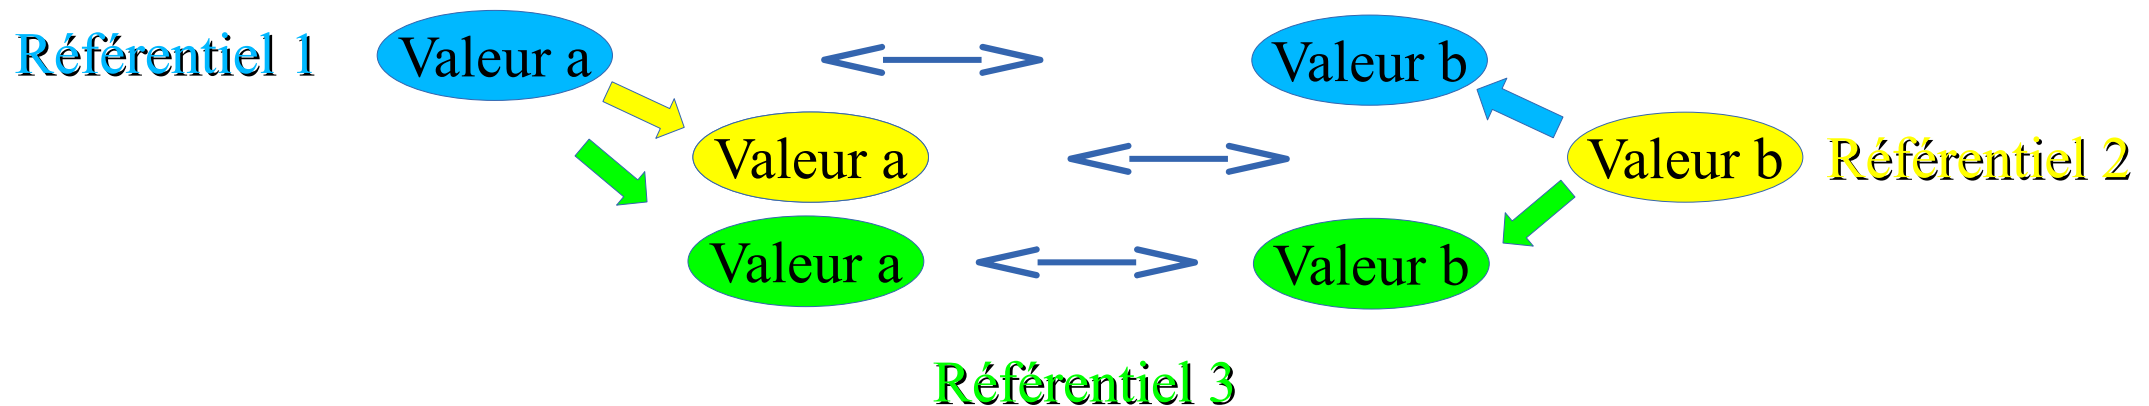 Référentiel 1 Valeur a Valeur b
Valeur a Valeur b Référentiel 2
Valeur a Valeur b
Référentiel 3